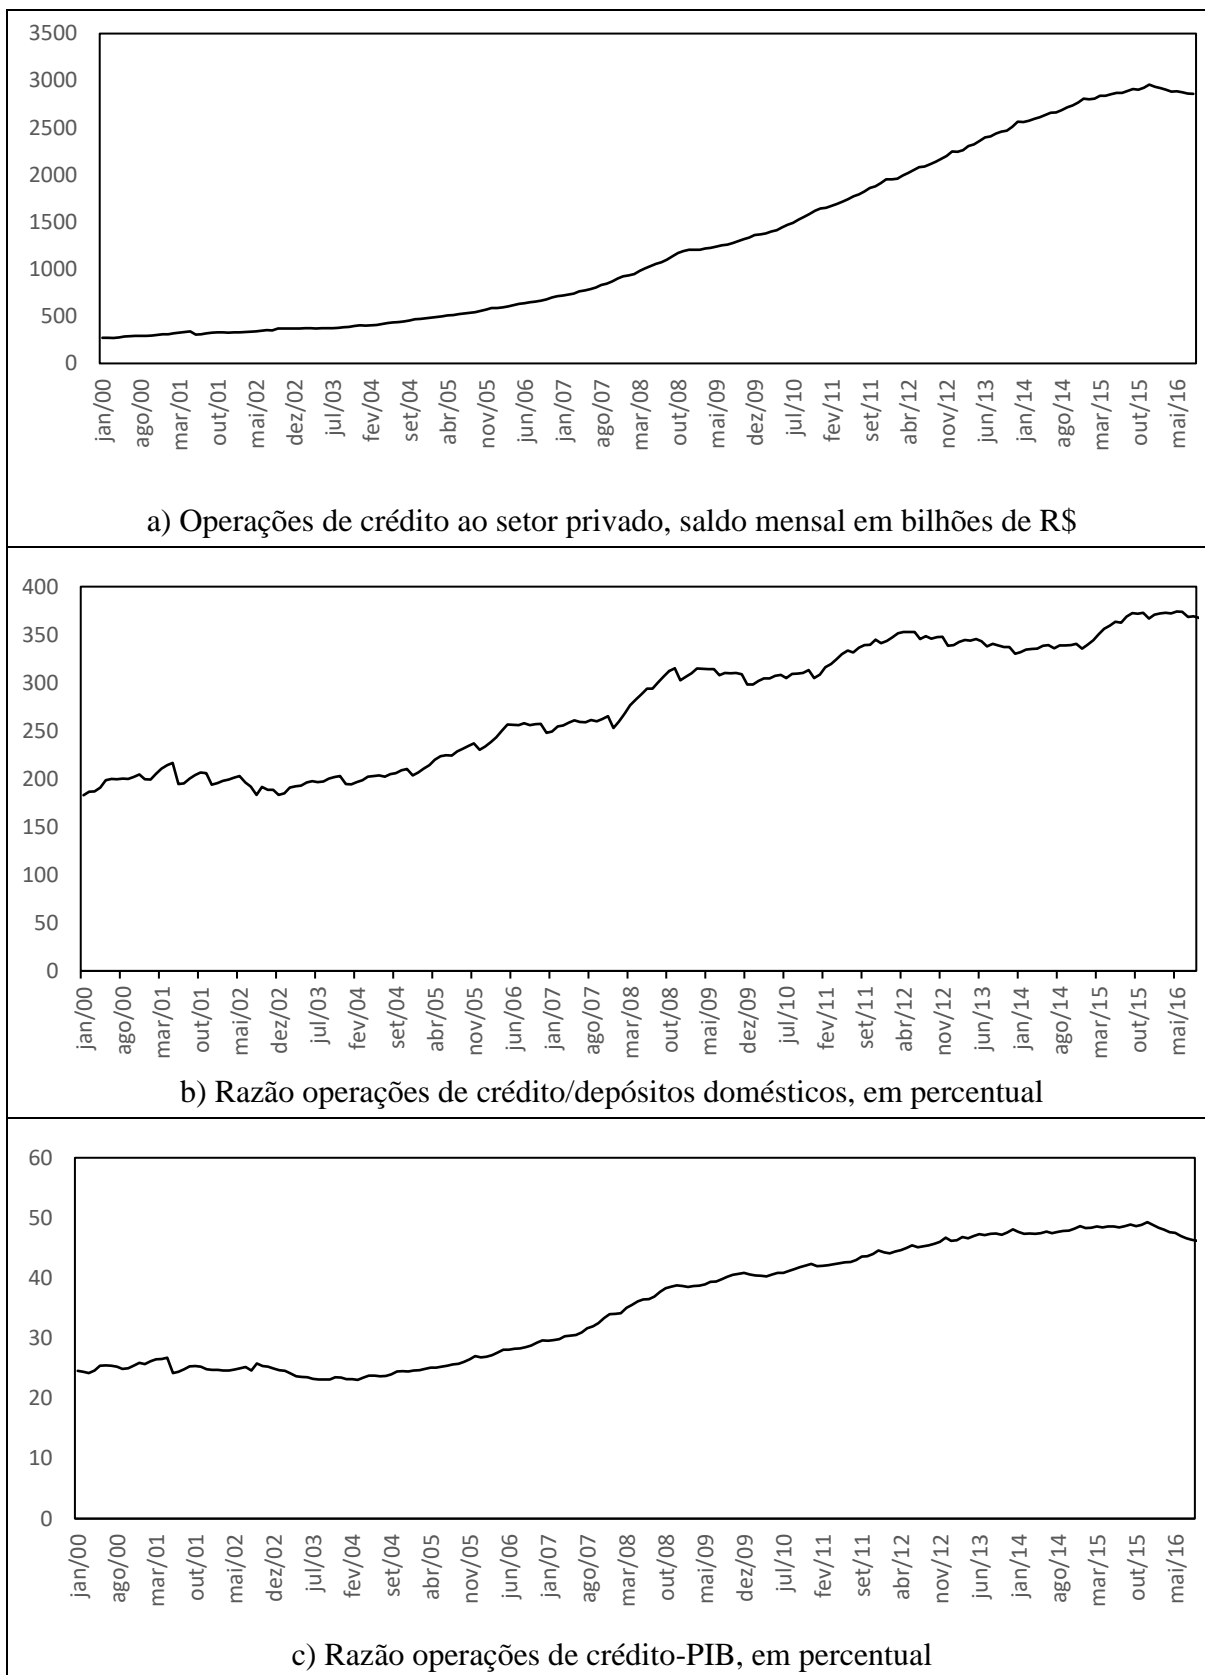 3500
3000
2500
2000
1500
1000
500
0
jan/00
ago/00
mar/01
out/01
mai/02
dez/02
jul/03
fev/04
set/04
abr/05
nov/05
jun/06
jan/07
ago/07
mar/08
out/08
mai/09
dez/09
jul/10
fev/11
set/11
abr/12
nov/12
jun/13
jan/14
ago/14
mar/15
out/15
mai/16
a) Operações de crédito ao setor privado, saldo mensal em bilhões de R$
400
350
300
250
200
150
100
50
0
jan/00
ago/00
mar/01
out/01
mai/02
dez/02
jul/03
fev/04
set/04
abr/05
nov/05
jun/06
jan/07
ago/07
mar/08
out/08
mai/09
dez/09
jul/10
fev/11
set/11
abr/12
nov/12
jun/13
jan/14
ago/14
mar/15
out/15
mai/16
b) Razão operações de crédito/depósitos domésticos, em percentual
60
50
40
30
20
10
0
jan/00
ago/00
mar/01
out/01
mai/02
dez/02
jul/03
fev/04
set/04
abr/05
nov/05
jun/06
jan/07
ago/07
mar/08
out/08
mai/09
dez/09
jul/10
fev/11
set/11
abr/12
nov/12
jun/13
jan/14
ago/14
mar/15
out/15
mai/16
c) Razão operações de crédito-PIB, em percentual